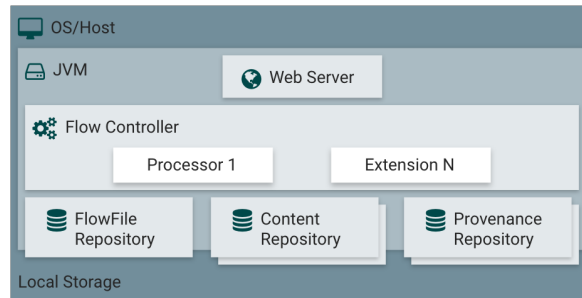 OS/Host
JVM
Web Server
Flow Controller
Processor 1
Extension N
FlowFile
Repository
Content
Repository
Provenance
Repository
Local Storage